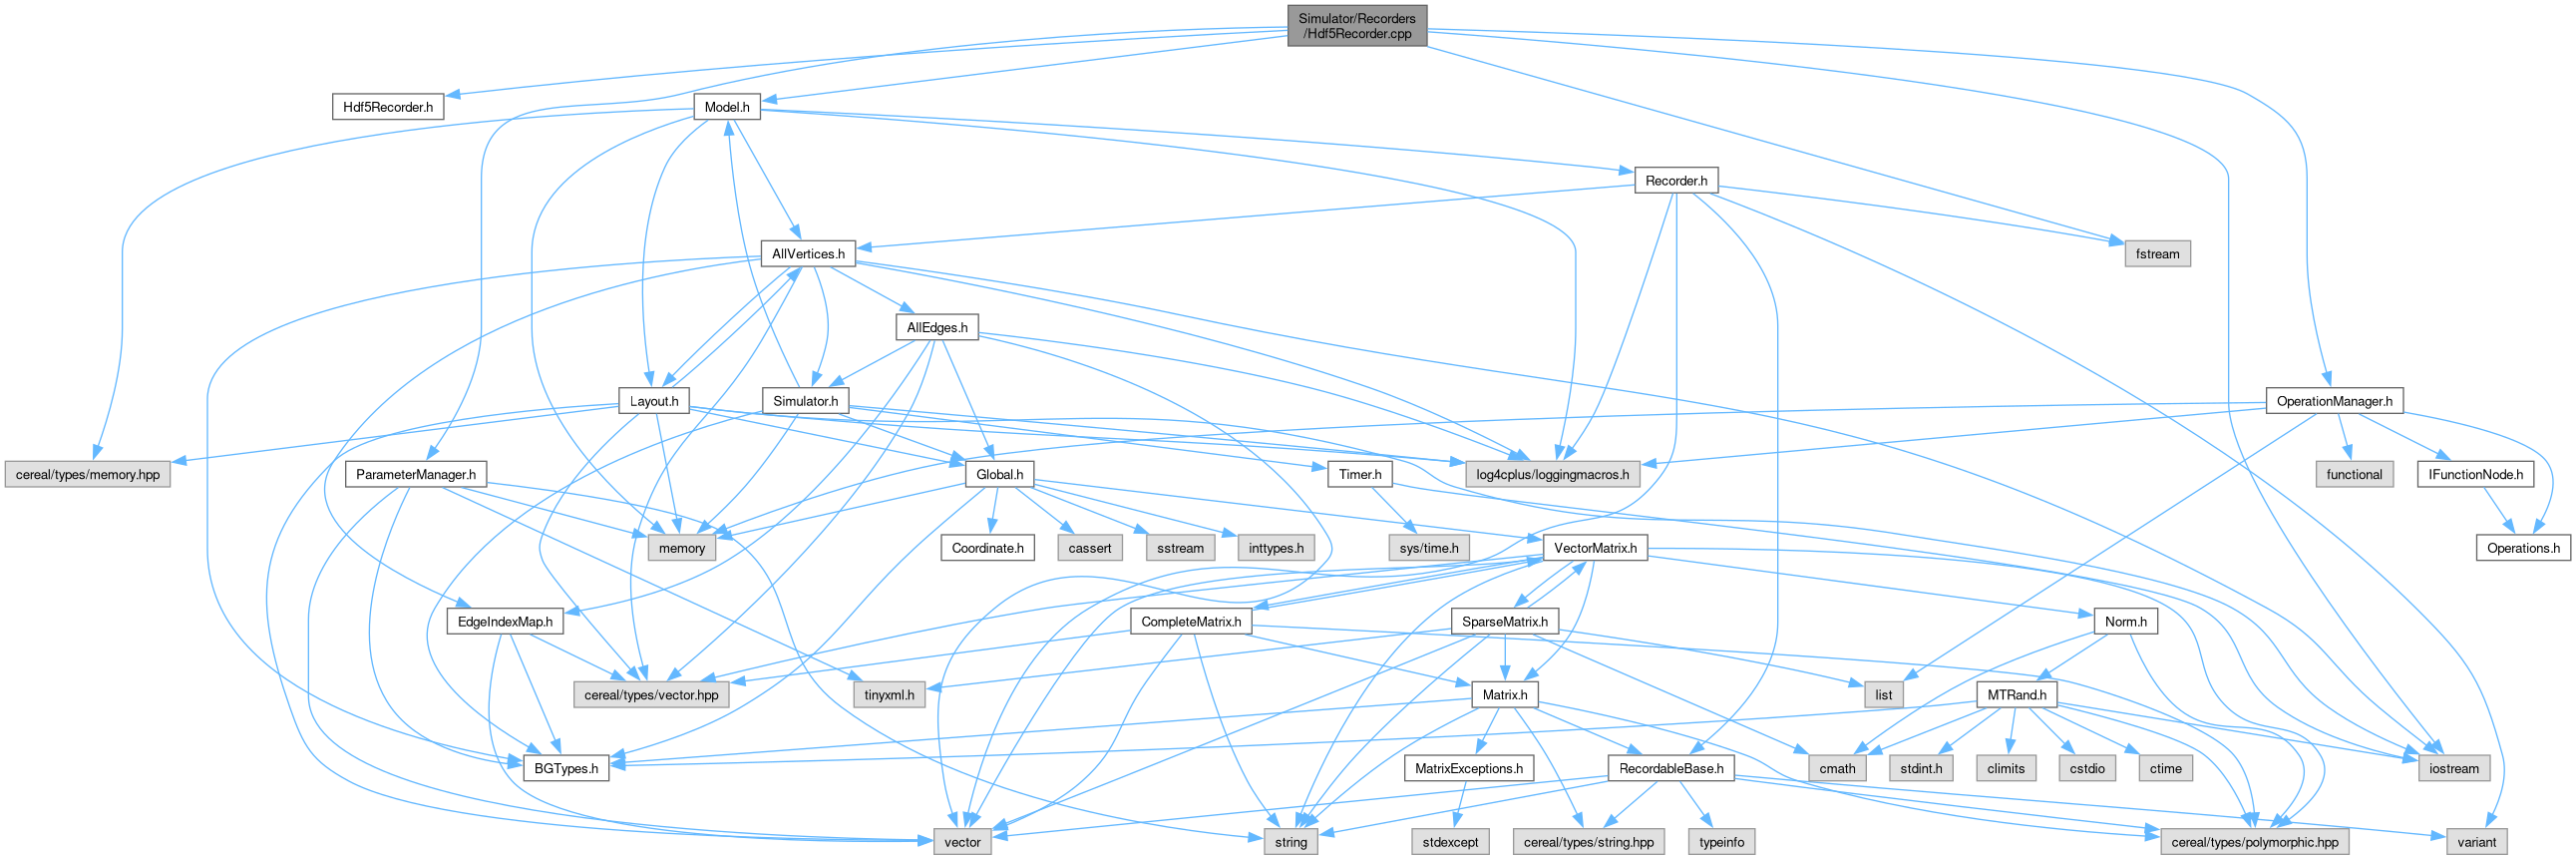 Simulator/Recorders
/Hdf5Recorder.cpp
Hdf5Recorder.h
Model.h
Recorder.h
AllVertices.h
fstream
AllEdges.h
Layout.h
Simulator.h
OperationManager.h
cereal/types/memory.hpp
ParameterManager.h
Global.h
Timer.h
log4cplus/loggingmacros.h
functional
IFunctionNode.h
memory
Coordinate.h
cassert
sstream
inttypes.h
sys/time.h
VectorMatrix.h
Operations.h
EdgeIndexMap.h
CompleteMatrix.h
SparseMatrix.h
Norm.h
cereal/types/vector.hpp
tinyxml.h
Matrix.h
list
MTRand.h
BGTypes.h
MatrixExceptions.h
RecordableBase.h
cmath
stdint.h
climits
cstdio
ctime
iostream
vector
string
stdexcept
cereal/types/string.hpp
typeinfo
cereal/types/polymorphic.hpp
variant